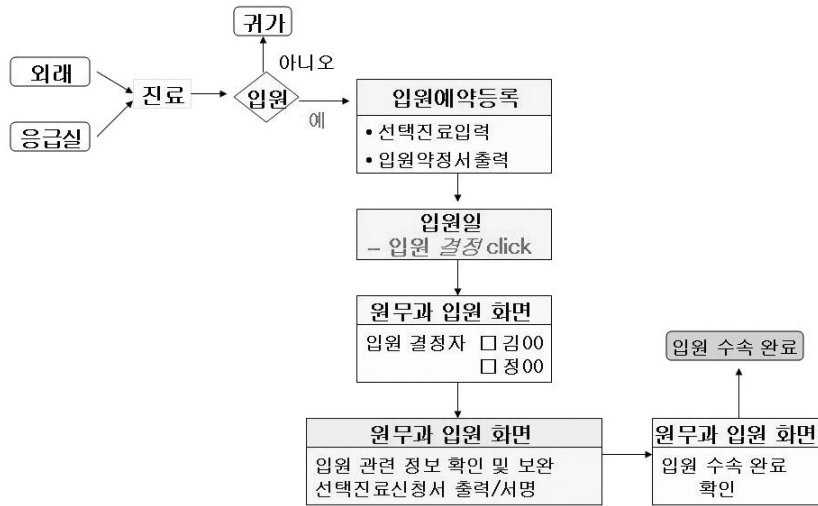 귀가
아니오
외래
진료
입원
예
응급실
입원예약등록
• 선택진료입력
• 입원약정서출력
입원일
– 입원 결정 click
원무과 입원 화면
입원 결정자 □ 김00
□ 정00
입원 수속 완료
원무과 입원 화면
입원 관련 정보 확인 및 보완
선택진료신청서 출력/서명
원무과 입원 화면
입원 수속 완료
확인